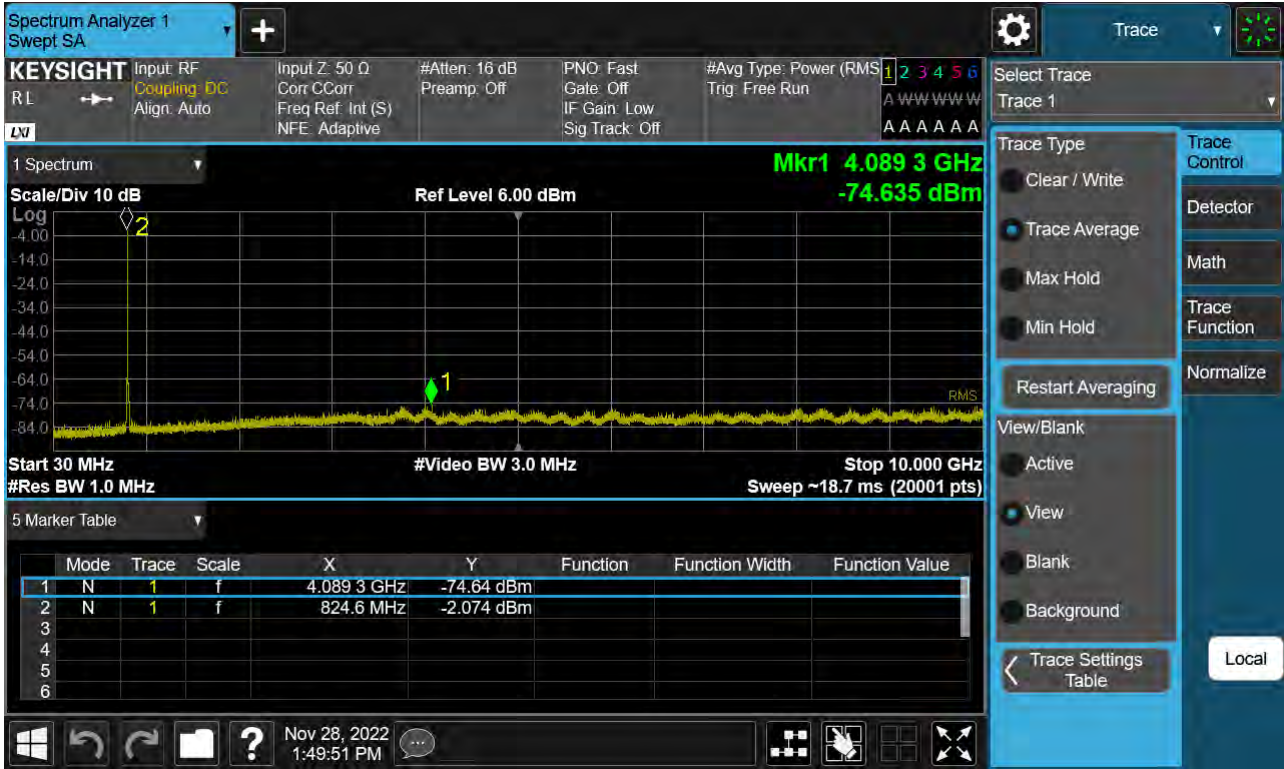 Spectrum Analyzer 1
Swept SA
Trace
KEYSIGHT
R L
LXI
Input: RF
Coupling: DC
Align: Auto
Input Z: 50 Ω
Corr CCorr
Freq Ref: Int (S)
NFE: Adaptive
#Atten: 16 dB
Preamp: Off
PNO: Fast
Gate: Off
IF Gain: Low
Sig Track: Off
#Avg Type: Power (RMS
Trig: Free Run
1 2 3 4 5 6
A W W W W W
A A A A A A
1 Spectrum
Mkr1 4.089 3 GHz
-74.635 dBm
Scale/Div 10 dB
Ref Level 6.00 dBm
Log
-4.00
-14.0
-24.0
-34.0
-44.0
-54.0
-64.0
-74.0
-84.0
2
1
RMS
Start 30 MHz
#Video BW 3.0 MHz
Stop 10.000 GHz
#Res BW 1.0 MHz
Sweep ~18.7 ms (20001 pts)
5 Marker Table
Mode Trace Scale X Y Function Function Width Function Value
1 N 1 f 4.089 3 GHz -74.64 dBm
2 N 1 f 824.6 MHz -2.074 dBm
3
4
5
6
Nov 28, 2022
1:49:51 PM
Select Trace
Trace 1
Trace Type
Clear / Write
Trace Average
Max Hold
Min Hold
Restart Averaging
View/Blank
Active
View
Blank
Background
Trace Settings
Table
Trace
Control
Detector
Math
Trace
Function
Normalize
Local